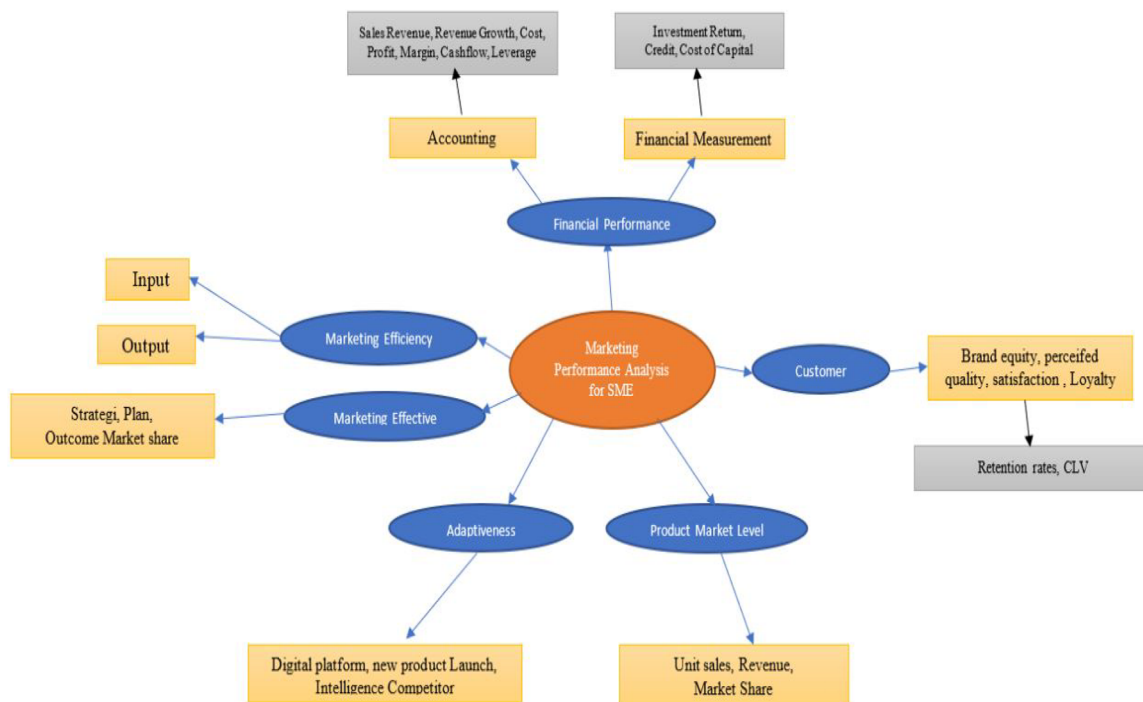 Sales Revenue, Revenue Growth, Cost,
Profit, Margin, Cashflow, Leverage
Investment Return,
Credit, Cost of Capital
Accounting
Financial Measurement
Financial Performance
Input
Output
Marketing Efficiency
Marketing
Performance Analysis
for SME
Customer
Brand equity, perceifed
quality, satisfaction , Loyalty
Strategi, Plan,
Outcome Market share
Marketing Effective
Retention rates, CLV
Adaptiveness
Product Market Level
Digital platform, new product Launch,
Intelligence Competitor
Unit sales, Revenue,
Market Share